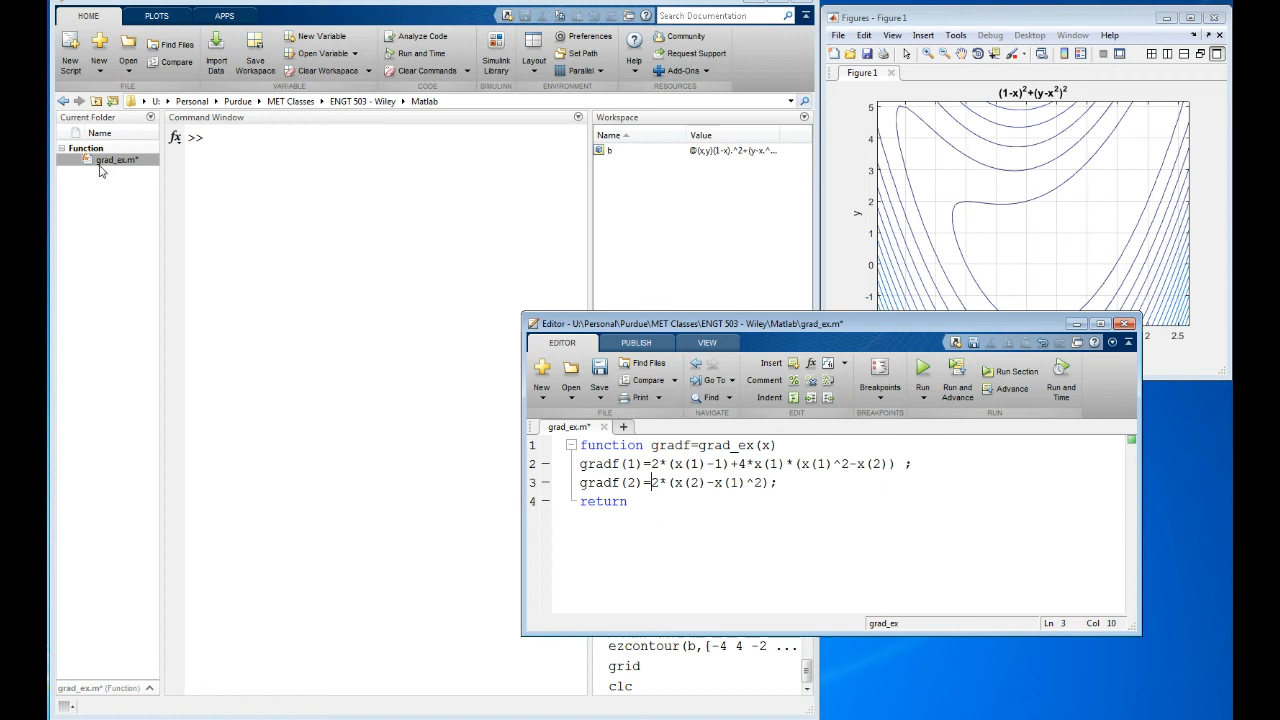 HOME PLOTS APPS Search Documentation
New Script New Open Find Files Compare Import Data Save Workspace New Variable Open Variable Clear Workspace Analyze Code Run and Time Clear Commands Simulink Library Layout Preferences Set Path Parallel Help Community Request Support Add-Ons
FILE VARIABLE CODE SIMULINK ENVIRONMENT RESOURCES
U: Personal Purdue MET Classes ENGT 503 - Wiley Matlab
Current Folder
Name
Function
grad_ex.m*
grad_ex.m* (Function)
Command Window
fx >>
Workspace
Name Value
b @(x,y)(1-x).^2+(y-x.^...
ezcontour(b,[-4 4 -2 ...
grid
clc
Figures - Figure 1
File Edit View Insert Tools Debug Desktop Window Help
Figure 1
(1-x)²+(y-x²)²
5
4
3
2
1
0
-1
y
2 2.5
Editor - U:\Personal\Purdue\MET Classes\ENGT 503 - Wiley\Matlab\grad_ex.m*
EDITOR PUBLISH VIEW
New Open Save Find Files Compare Print Go To Find Insert fx Comment Indent Breakpoints Run Run and Advance Run Section Advance Run and Time
FILE NAVIGATE EDIT BREAKPOINTS RUN
grad_ex.m*
1 function gradf=grad_ex(x)
2 gradf(1)=2*(x(1)-1)+4*x(1)*(x(1)^2-x(2)) ;
3 gradf(2)=2*(x(2)-x(1)^2);
4 return
grad_ex Ln 3 Col 10